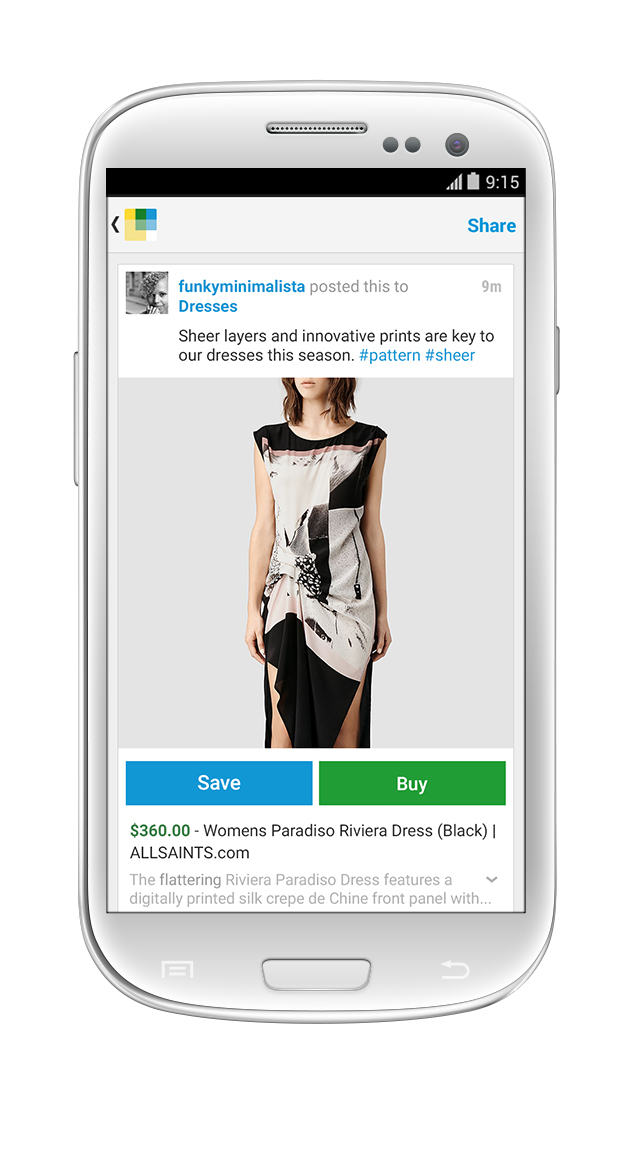 9:15
Share
funkyminimalista posted this to 9m
Dresses
Sheer layers and innovative prints are key to
our dresses this season. #pattern #sheer
Save Buy
$360.00 - Womens Paradiso Riviera Dress (Black) |
ALLSAINTS.com
The flattering Riviera Paradiso Dress features a
digitally printed silk crepe de Chine front panel with...